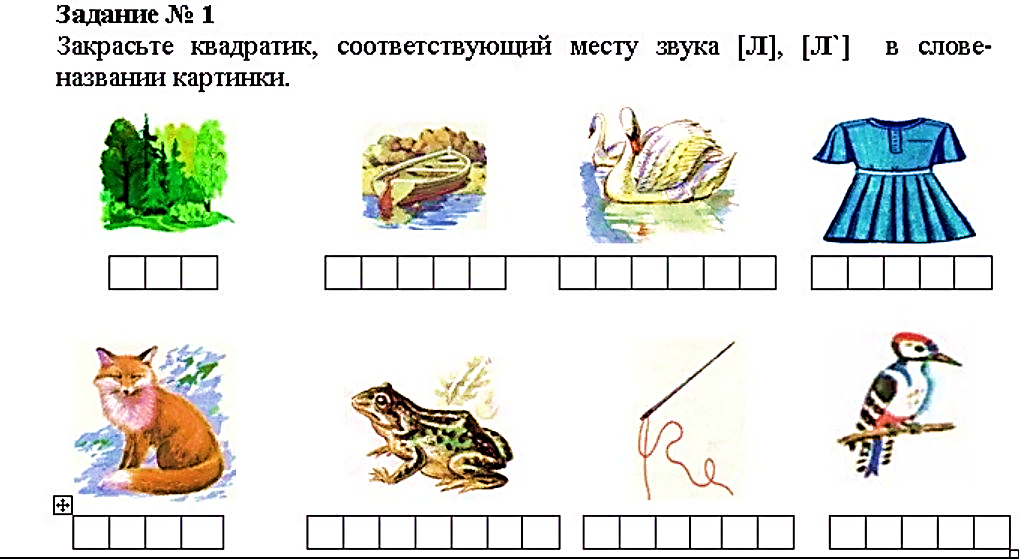 Задание № 1
Закрасьте квадратик, соответствующий месту звука [Л], [Л`] в слове-
названии картинки.